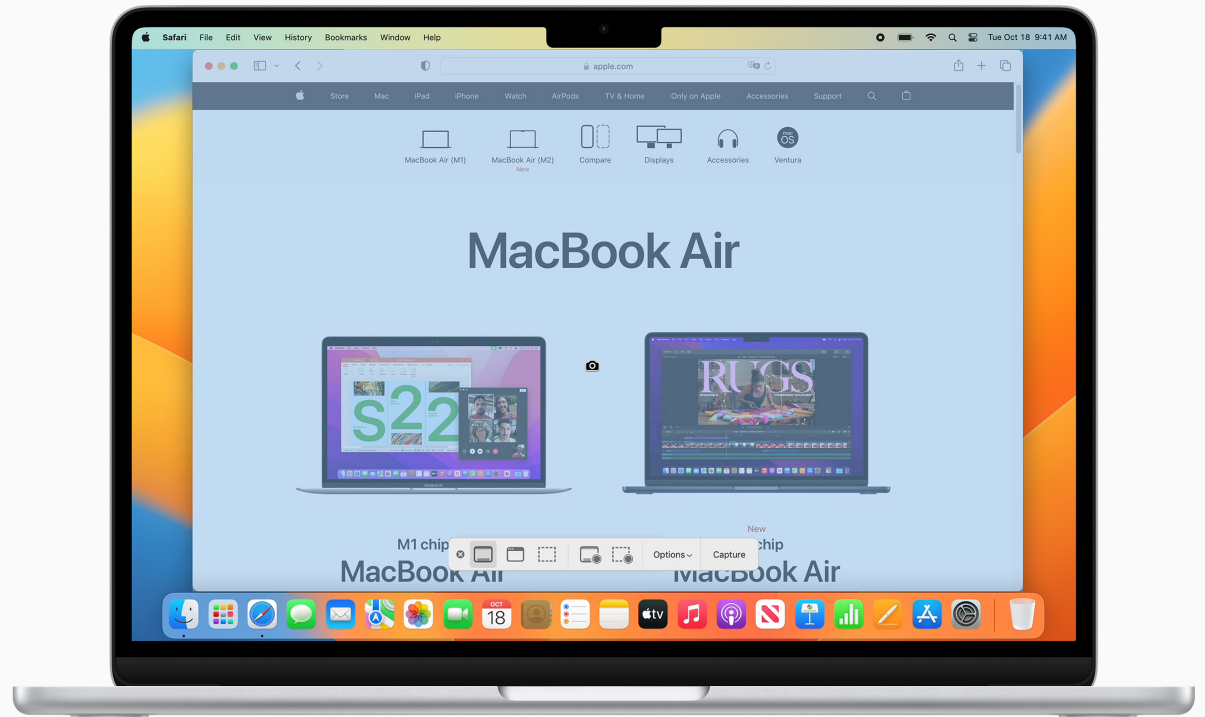 Safari File Edit View History Bookmarks Window Help
Tue Oct 18 9:41 AM
apple.com
Store Mac iPad iPhone Watch AirPods TV & Home Only on Apple Accessories Support
macOS
MacBook Air (M1) MacBook Air (M2) Compare Displays Accessories Ventura
New
MacBook Air
S22
RUGS
New
M1 chip
chip
MacBook Air
MacBook Air
Options Capture
OCT
18
tv